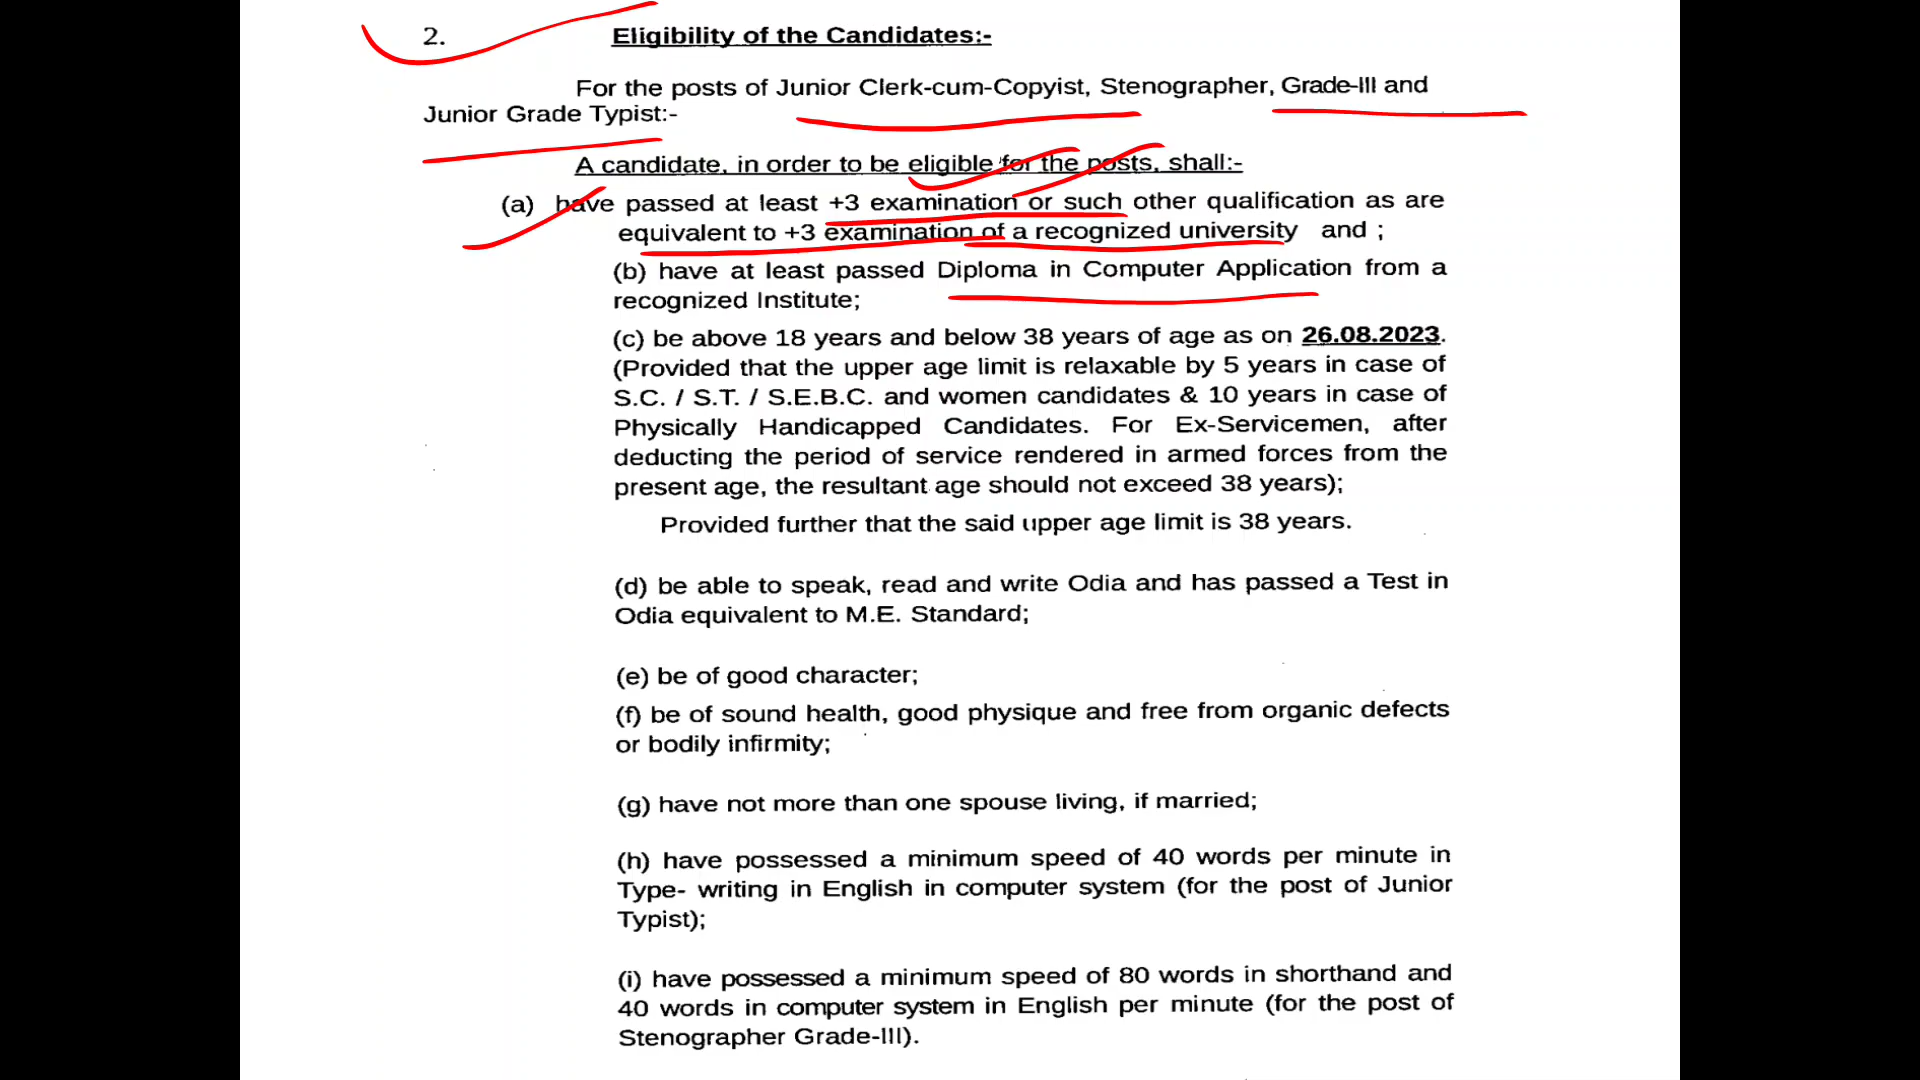 2. Eligibility of the Candidates:-
For the posts of Junior Clerk-cum-Copyist, Stenographer, Grade-III and
Junior Grade Typist:-
A candidate, in order to be eligible for the posts, shall:-
(a) have passed at least +3 examination or such other qualification as are
equivalent to +3 examination of a recognized university and ;
(b) have at least passed Diploma in Computer Application from a
recognized Institute;
(c) be above 18 years and below 38 years of age as on 26.08.2023.
(Provided that the upper age limit is relaxable by 5 years in case of
S.C. / S.T. / S.E.B.C. and women candidates & 10 years in case of
Physically Handicapped Candidates. For Ex-Servicemen, after
deducting the period of service rendered in armed forces from the
present age, the resultant age should not exceed 38 years);
Provided further that the said upper age limit is 38 years.
(d) be able to speak, read and write Odia and has passed a Test in
Odia equivalent to M.E. Standard;
(e) be of good character;
(f) be of sound health, good physique and free from organic defects
or bodily infirmity;
(g) have not more than one spouse living, if married;
(h) have possessed a minimum speed of 40 words per minute in
Type- writing in English in computer system (for the post of Junior
Typist);
(i) have possessed a minimum speed of 80 words in shorthand and
40 words in computer system in English per minute (for the post of
Stenographer Grade-III).